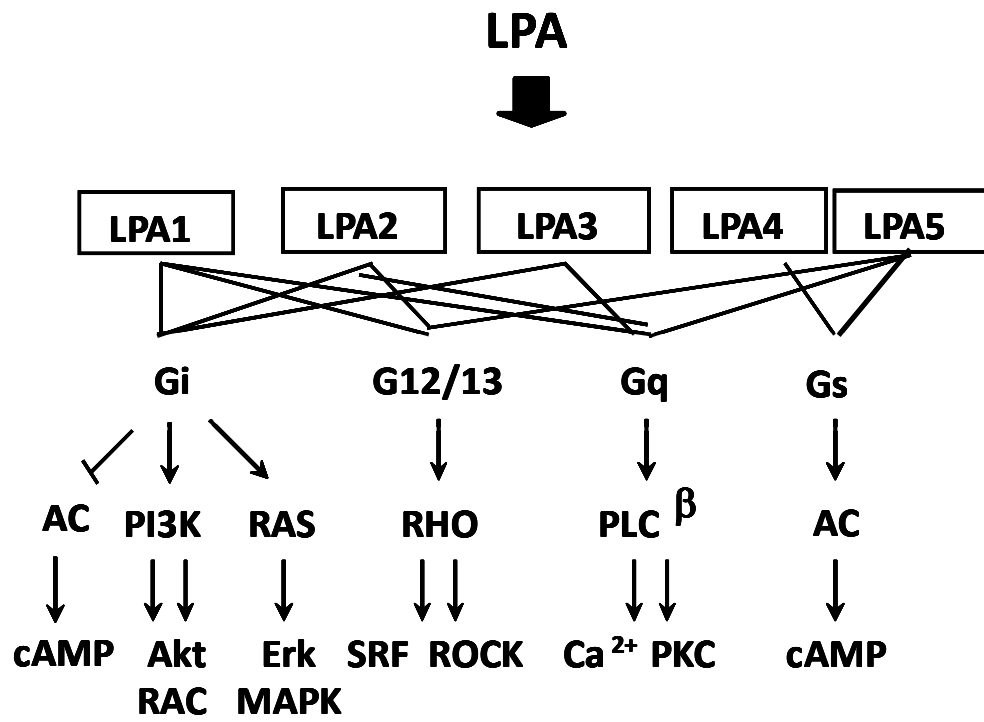 LPA
LPA1 LPA2 LPA3 LPA4 LPA5
Gi G12/13 Gq Gs
AC PI3K RAS RHO PLC β AC
cAMP Akt Erk SRF ROCK Ca 2+ PKC cAMP
RAC MAPK